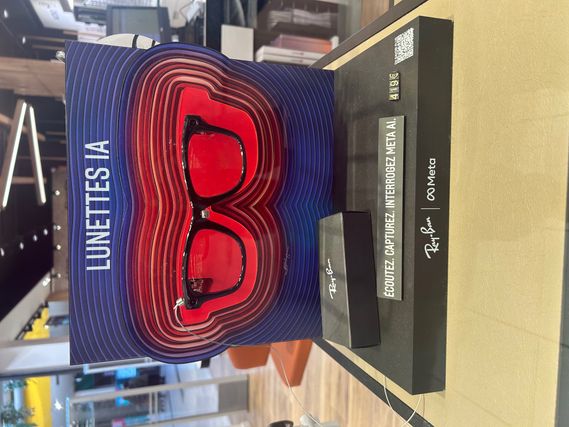 LUNETTES IA
Ray-Ban
ÉCOUTEZ. CAPTUREZ. INTERROGEZ META AI.
Ray-Ban | Meta